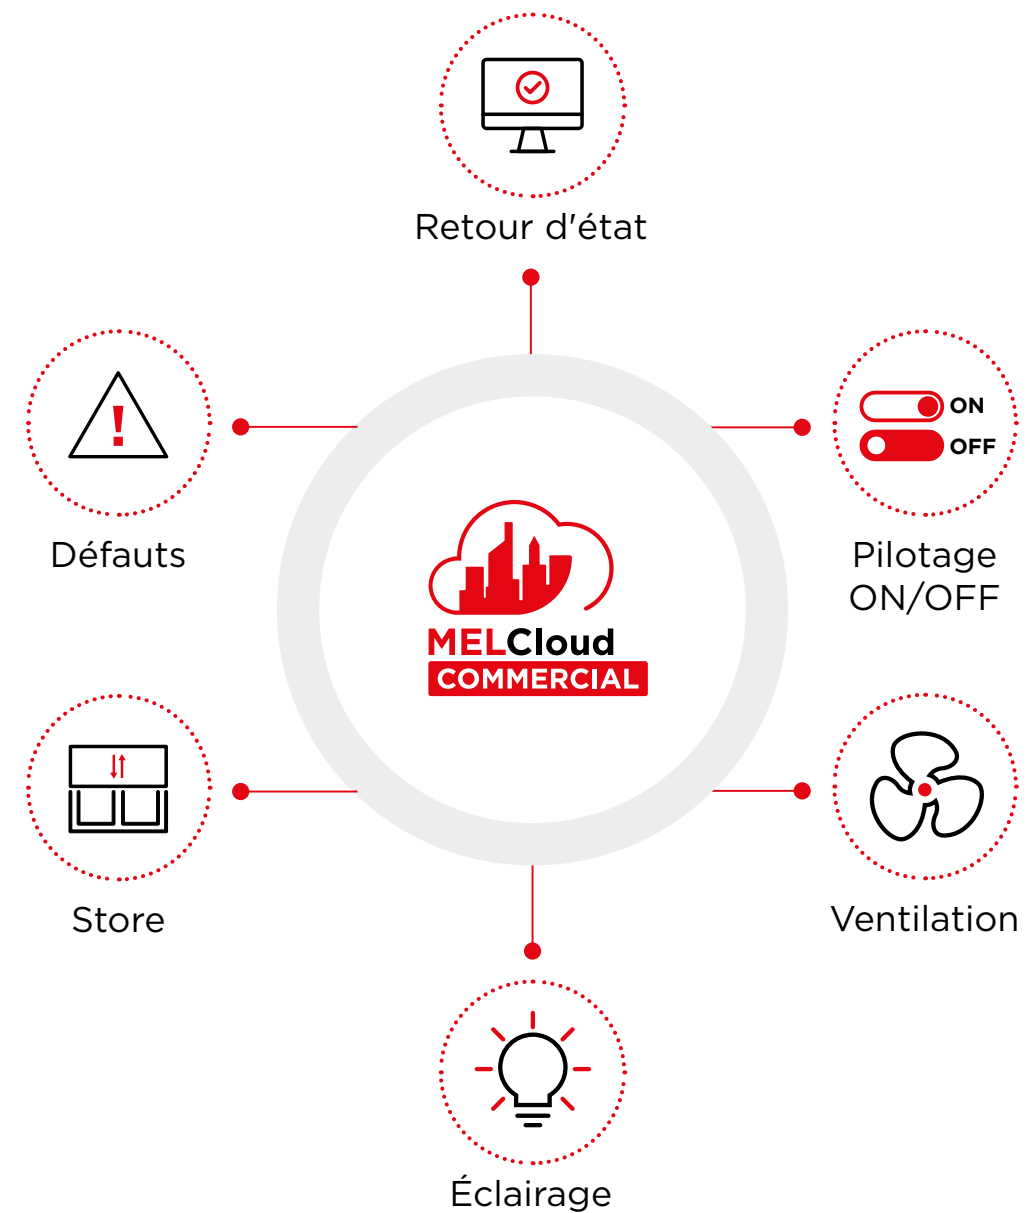 Retour d'état
!
Défauts
ON
OFF
Pilotage
ON/OFF
MELCloud
COMMERCIAL
Store
Ventilation
Éclairage